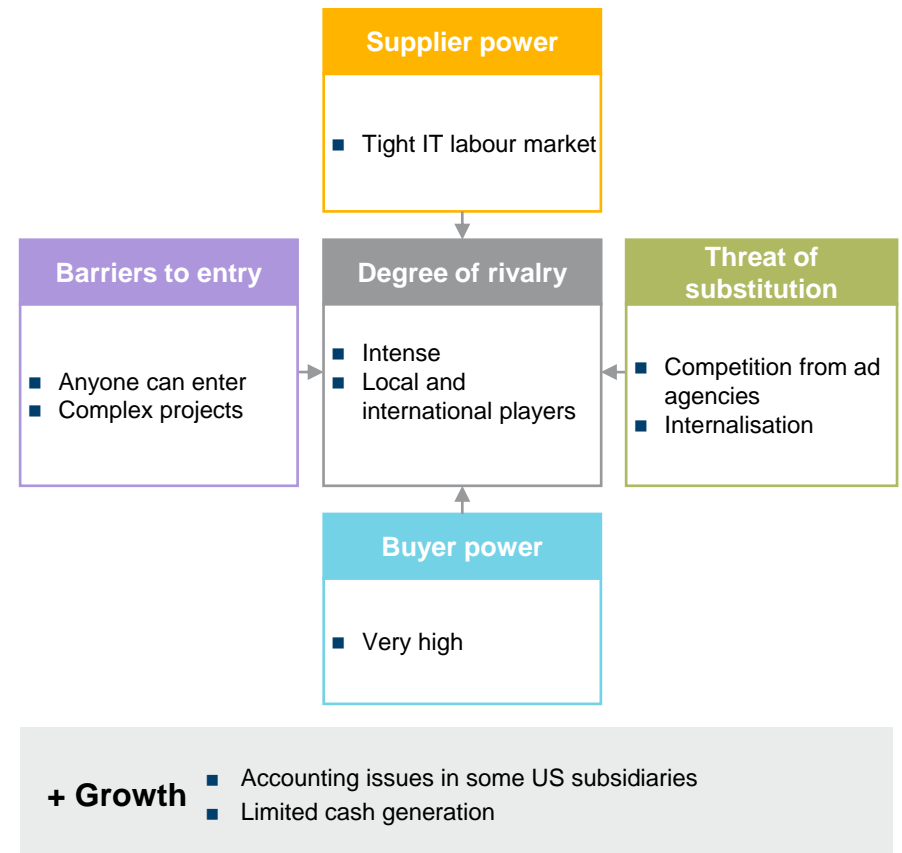 Supplier power
Tight IT labour market
Barriers to entry
Anyone can enter
Complex projects
Degree of rivalry
Intense
Local and
international players
Threat of
substitution
Competition from ad
agencies
Internalisation
Buyer power
Very high
+ Growth
Accounting issues in some US subsidiaries
Limited cash generation